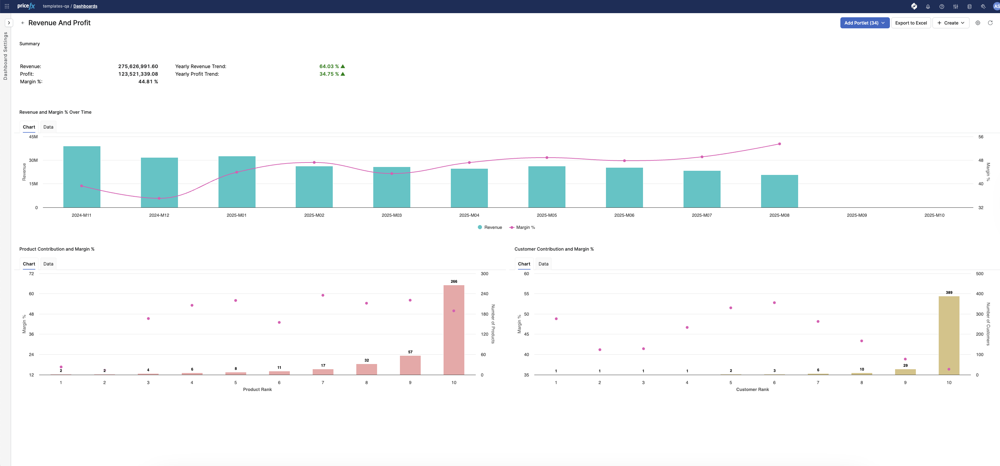 pricefx templates-qa / Dashboards AS
Revenue And Profit
Add Portlet (34) Export to Excel + Create
Dashboard Settings
Summary
Revenue: 275,626,991.60 Yearly Revenue Trend: 64.03 % ▲
Profit: 123,521,339.08 Yearly Profit Trend: 34.75 % ▲
Margin %: 44.81 %
Revenue and Margin % Over Time
Chart Data
45M 56
30M 48
15M 40
0 32
Revenue
Margin %
2024-M11 2024-M12 2025-M01 2025-M02 2025-M03 2025-M04 2025-M05 2025-M06 2025-M07 2025-M08 2025-M09 2025-M10
Revenue Margin %
Product Contribution and Margin %
Chart Data
72 300
60 240
48 180
36 120
24 60
12 0
Margin %
Number of Products
2 2 4 6 8 11 17 32 57 266
1 2 3 4 5 6 7 8 9 10
Product Rank
Customer Contribution and Margin %
Chart Data
60 500
55 400
50 300
45 200
40 100
35 0
Margin %
Number of Customers
1 1 1 1 2 3 6 10 29 389
1 2 3 4 5 6 7 8 9 10
Customer Rank